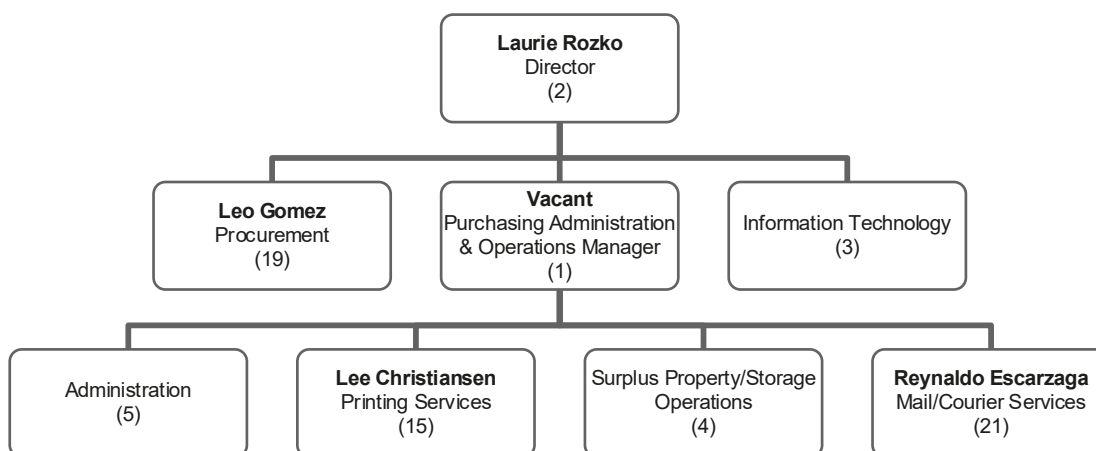 Laurie Rozko
Director
(2)
Leo Gomez
Procurement
(19)
Vacant
Purchasing Administration
& Operations Manager
(1)
Information Technology
(3)
Administration
(5)
Lee Christiansen
Printing Services
(15)
Surplus Property/Storage
Operations
(4)
Reynaldo Escarzaga
Mail/Courier Services
(21)